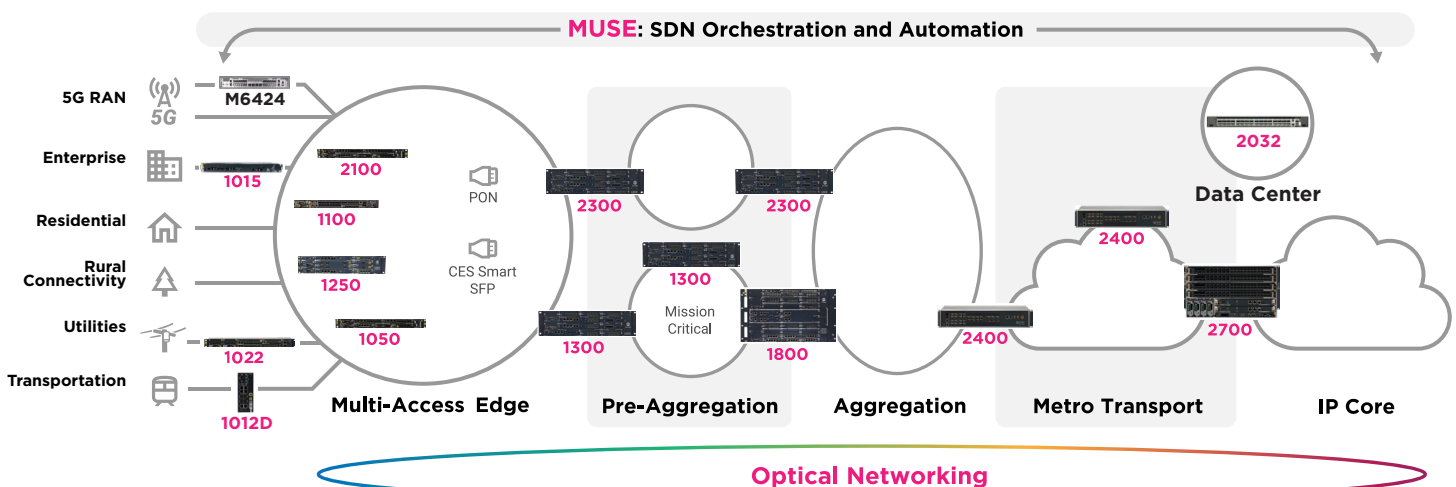 MUSE: SDN Orchestration and Automation
5G RAN
5G
M6424
Enterprise
1015
Residential
Rural
Connectivity
Utilities
1022
Transportation
1012D
2100
1100
1250
1050
PON
CES Smart
SFP
Multi-Access Edge
2300
1300
2300
1300
Mission
Critical
1800
Pre-Aggregation
Aggregation
2400
2400
Metro Transport
2032
Data Center
2700
IP Core
Optical Networking